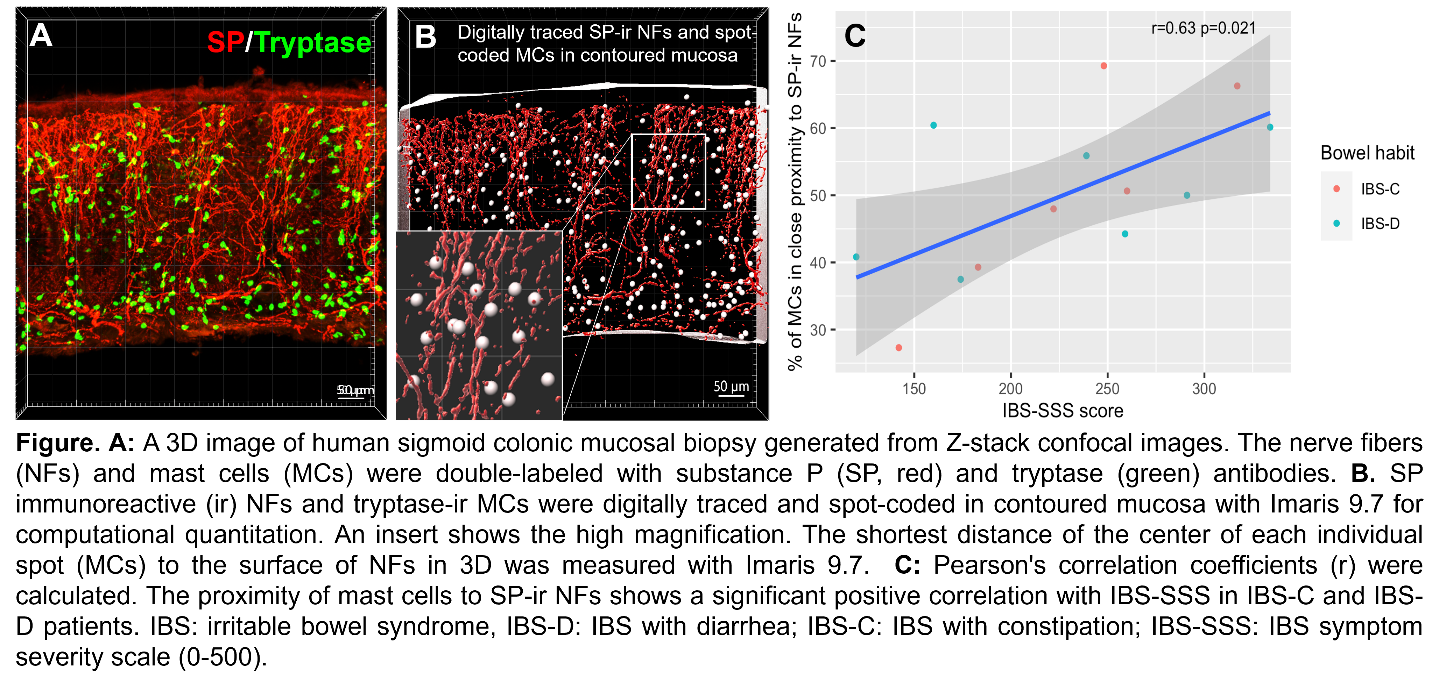 A
SP/Tryptase
B
Digitally traced SP-ir NFs and spot-
coded MCs in contoured mucosa
50 µm
C
r=0.63 p=0.021
% of MCs in close proximity to SP-ir NFs
70
60
50
40
30
150
200
250
300
IBS-SSS score
Bowel habit
IBS-C
IBS-D
Figure. A: A 3D image of human sigmoid colonic mucosal biopsy generated from Z-stack confocal images. The nerve fibers
(NFs) and mast cells (MCs) were double-labeled with substance P (SP, red) and tryptase (green) antibodies. B. SP
immunoreactive (ir) NFs and tryptase-ir MCs were digitally traced and spot-coded in contoured mucosa with Imaris 9.7 for
computational quantitation. An insert shows the high magnification. The shortest distance of the center of each individual
spot (MCs) to the surface of NFs in 3D was measured with Imaris 9.7. C: Pearson's correlation coefficients (r) were
calculated. The proximity of mast cells to SP-ir NFs shows a significant positive correlation with IBS-SSS in IBS-C and IBS-
D patients. IBS: irritable bowel syndrome, IBS-D: IBS with diarrhea; IBS-C: IBS with constipation; IBS-SSS: IBS symptom
severity scale (0-500).